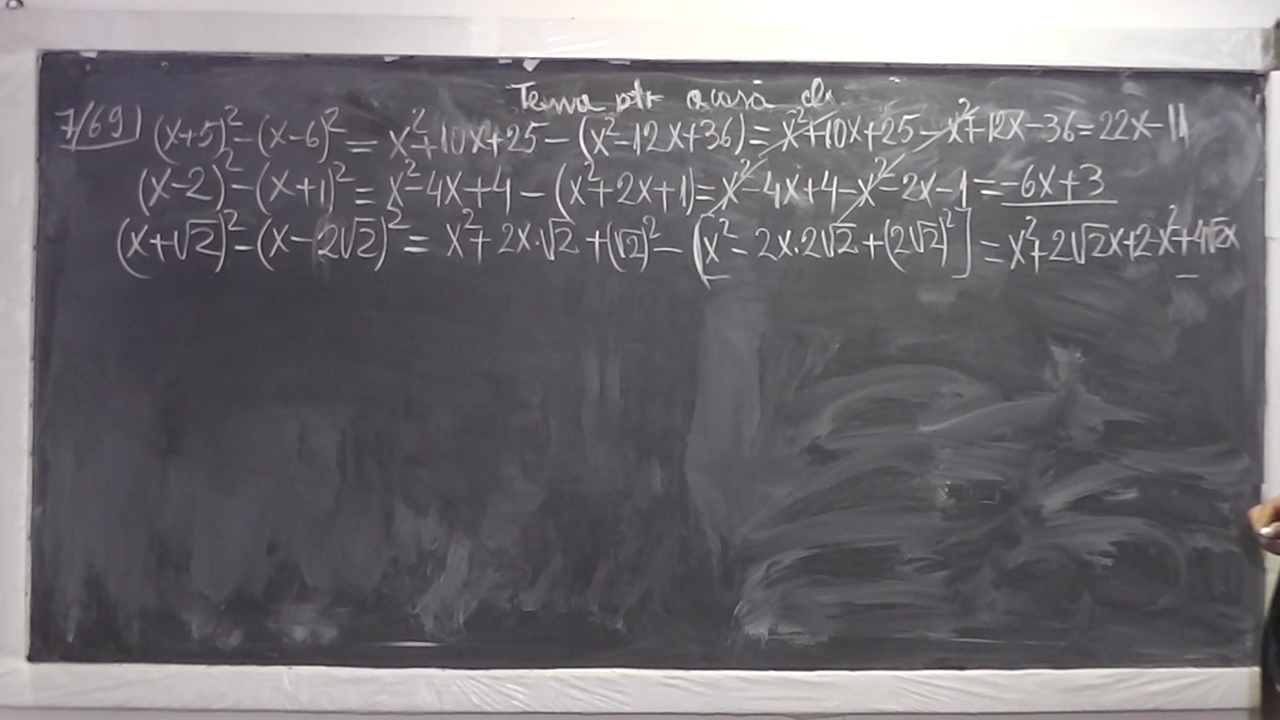 Tema ptr acasă de
7/69) (x+5)²-(x-6)² = x²+10x+25-(x²-12x+36)= x²+10x+25-x²+12x-36=22x-11
(x-2)²-(x+1)² = x²-4x+4-(x²+2x+1)=x²-4x+4-x²-2x-1=-6x+3
(x+√2)²-(x-2√2)² = x²+2x·√2+(√2)²-[x²-2x·2√2+(2√2)²] = x²+2√2x+2-x²+4√2x
-